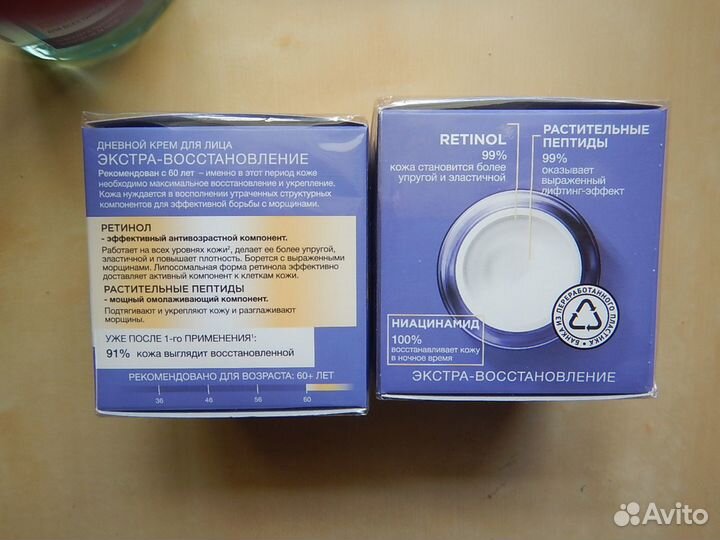 ДНЕВНОЙ КРЕМ ДЛЯ ЛИЦА
ЭКСТРА-ВОССТАНОВЛЕНИЕ
Рекомендован с 60 лет – именно в этот период коже
необходимо максимальное восстановление и укрепление.
Кожа нуждается в восполнении утраченных структурных
компонентов для эффективной борьбы с морщинами.
РЕТИНОЛ
- эффективный антивозрастной компонент.
Работает на всех уровнях кожи², делает ее более упругой,
эластичной и повышает плотность. Борется с выраженными
морщинами. Липосомальная форма ретинола эффективно
доставляет активный компонент к клеткам кожи.
РАСТИТЕЛЬНЫЕ ПЕПТИДЫ
- мощный омолаживающий компонент.
Подтягивают и укрепляют кожу и разглаживают
морщины.
УЖЕ ПОСЛЕ 1-го ПРИМЕНЕНИЯ¹:
91% кожа выглядит восстановленной
РЕКОМЕНДОВАНО ДЛЯ ВОЗРАСТА: 60+ ЛЕТ
36 46 56 60
RETINOL
99%
кожа становится более
упругой и эластичной
РАСТИТЕЛЬНЫЕ
ПЕПТИДЫ
99%
оказывает
выраженный
лифтинг-эффект
НИАЦИНАМИД
100%
восстанавливает кожу
в ночное время
БАНКА ИЗ ПЕРЕРАБОТАННОГО ПЛАСТИКА
ЭКСТРА-ВОССТАНОВЛЕНИЕ
Avito